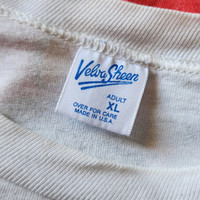 Velva Sheen
ADULT
XL
OVER FOR CARE
MADE IN U.S.A.